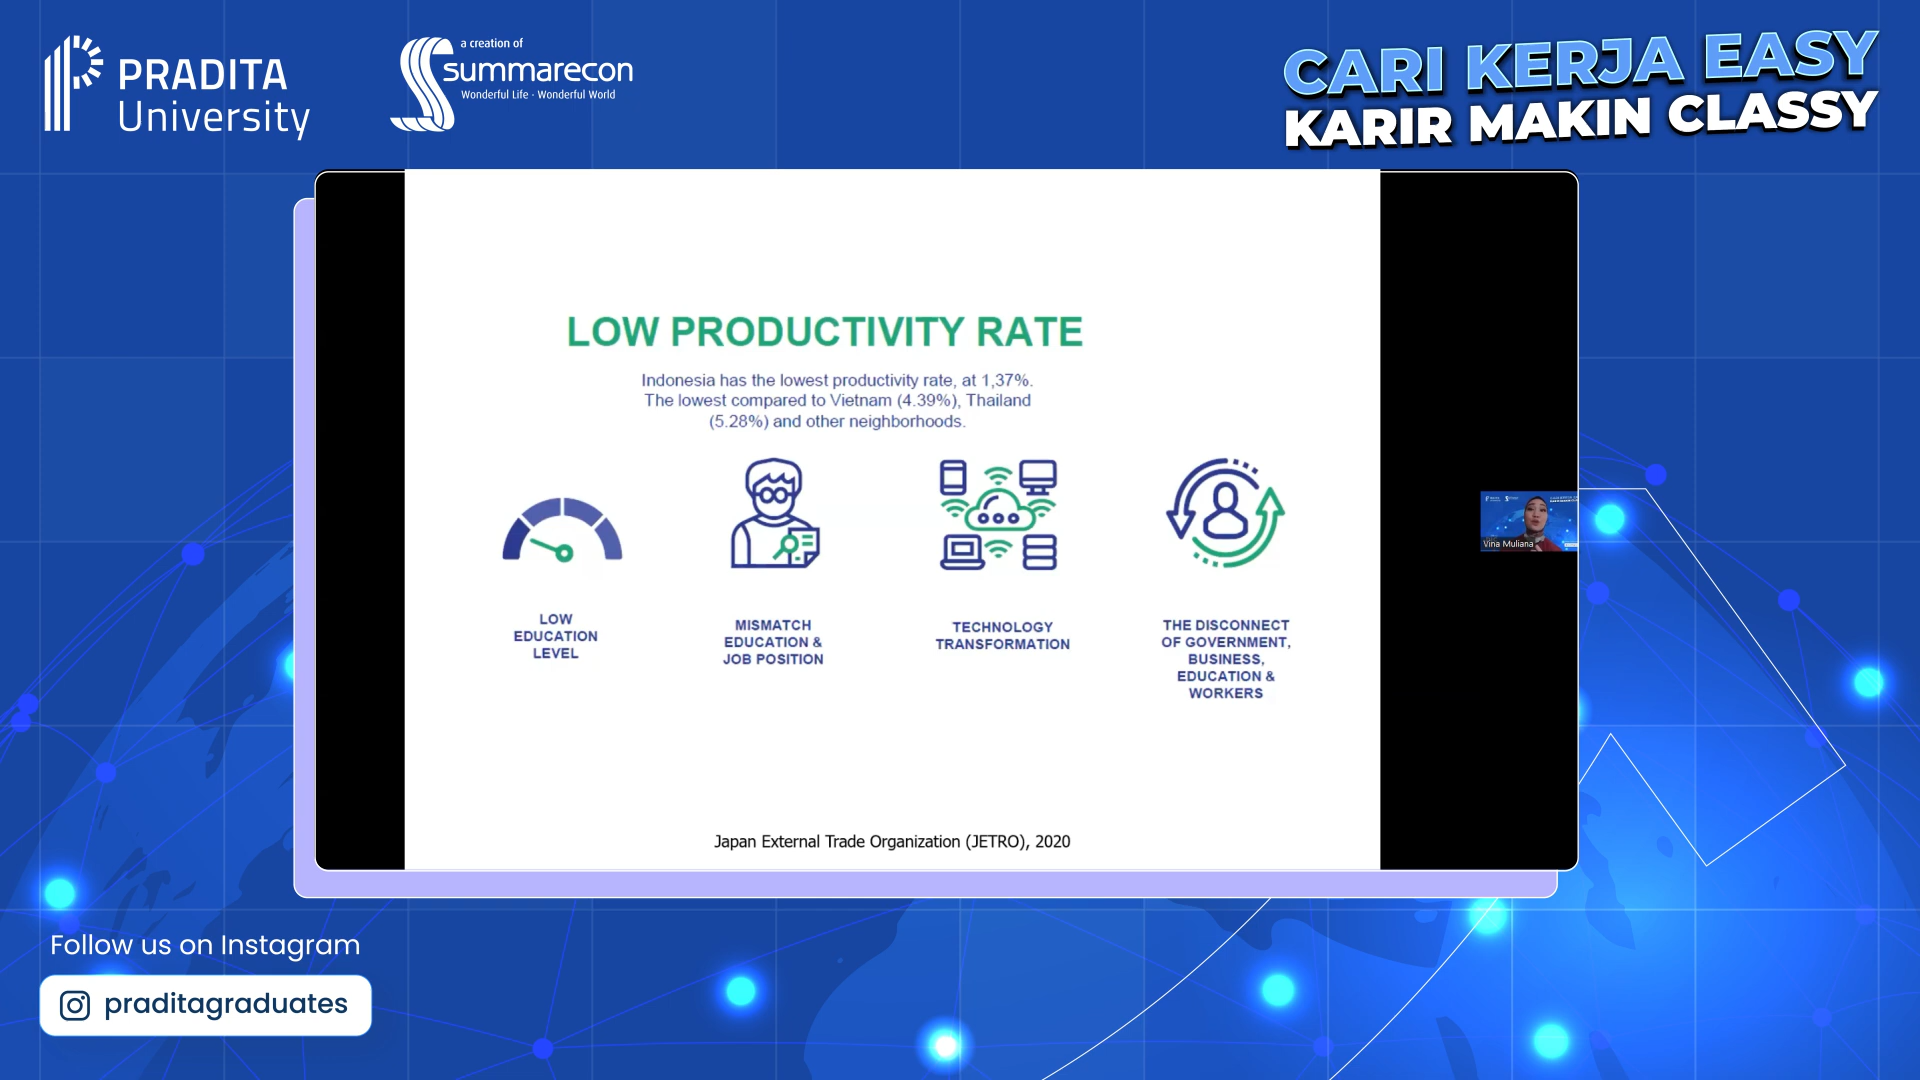 PRADITA
University
a creation of
summarecon
Wonderful Life · Wonderful World
CARI KERJA EASY
KARIR MAKIN CLASSY
LOW PRODUCTIVITY RATE
Indonesia has the lowest productivity rate, at 1,37%.
The lowest compared to Vietnam (4.39%), Thailand
(5.28%) and other neighborhoods.
LOW
EDUCATION
LEVEL
MISMATCH
EDUCATION &
JOB POSITION
TECHNOLOGY
TRANSFORMATION
THE DISCONNECT
OF GOVERNMENT,
BUSINESS,
EDUCATION &
WORKERS
Vina Muliana
Japan External Trade Organization (JETRO), 2020
Follow us on Instagram
praditagraduates